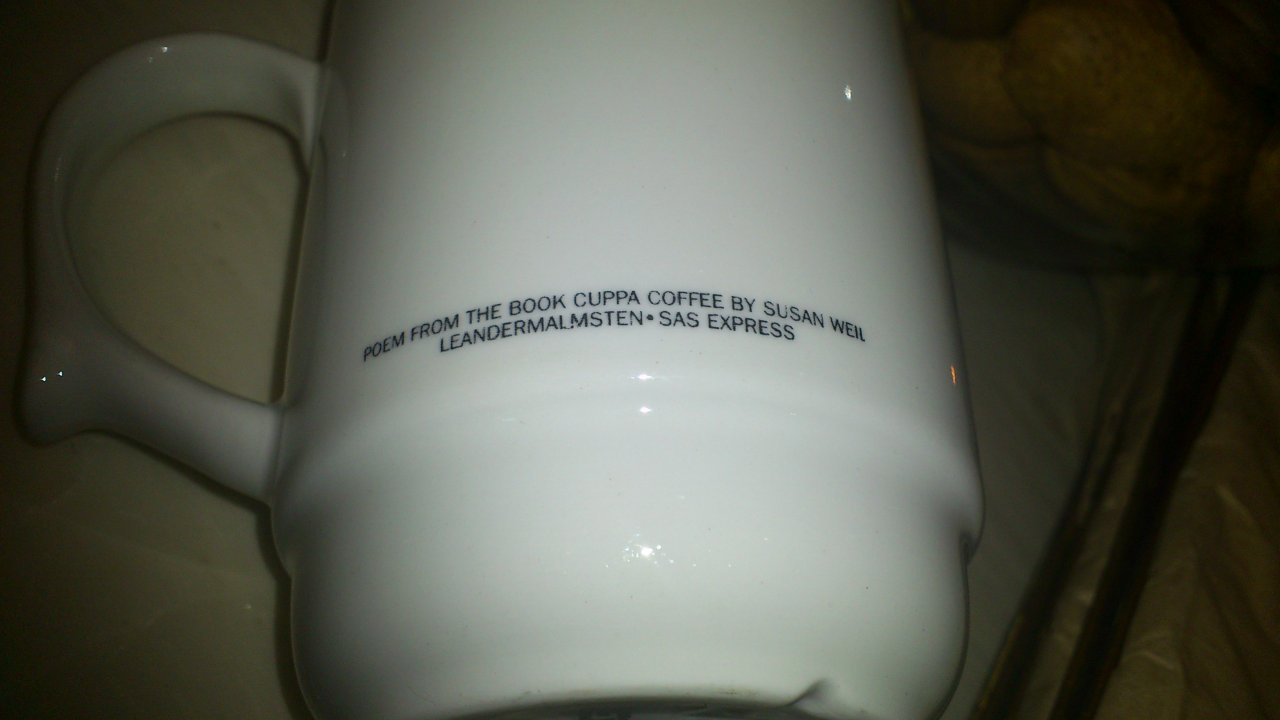 POEM FROM THE BOOK CUPPA COFFEE BY SUSAN WEIL
LEANDERMALMSTEN• SAS EXPRESS